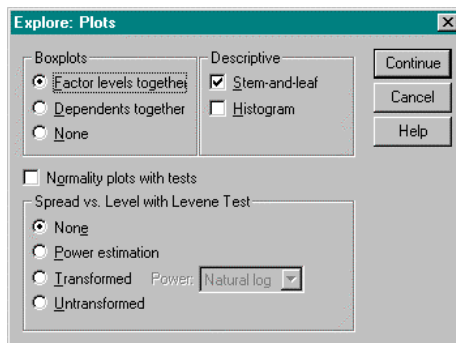 Explore: Plots
Boxplots
Factor levels together
Dependents together
None
Descriptive
Stem-and-leaf
Histogram
Continue
Cancel
Help
Normality plots with tests
Spread vs. Level with Levene Test
None
Power estimation
Transformed Power: Natural log
Untransformed